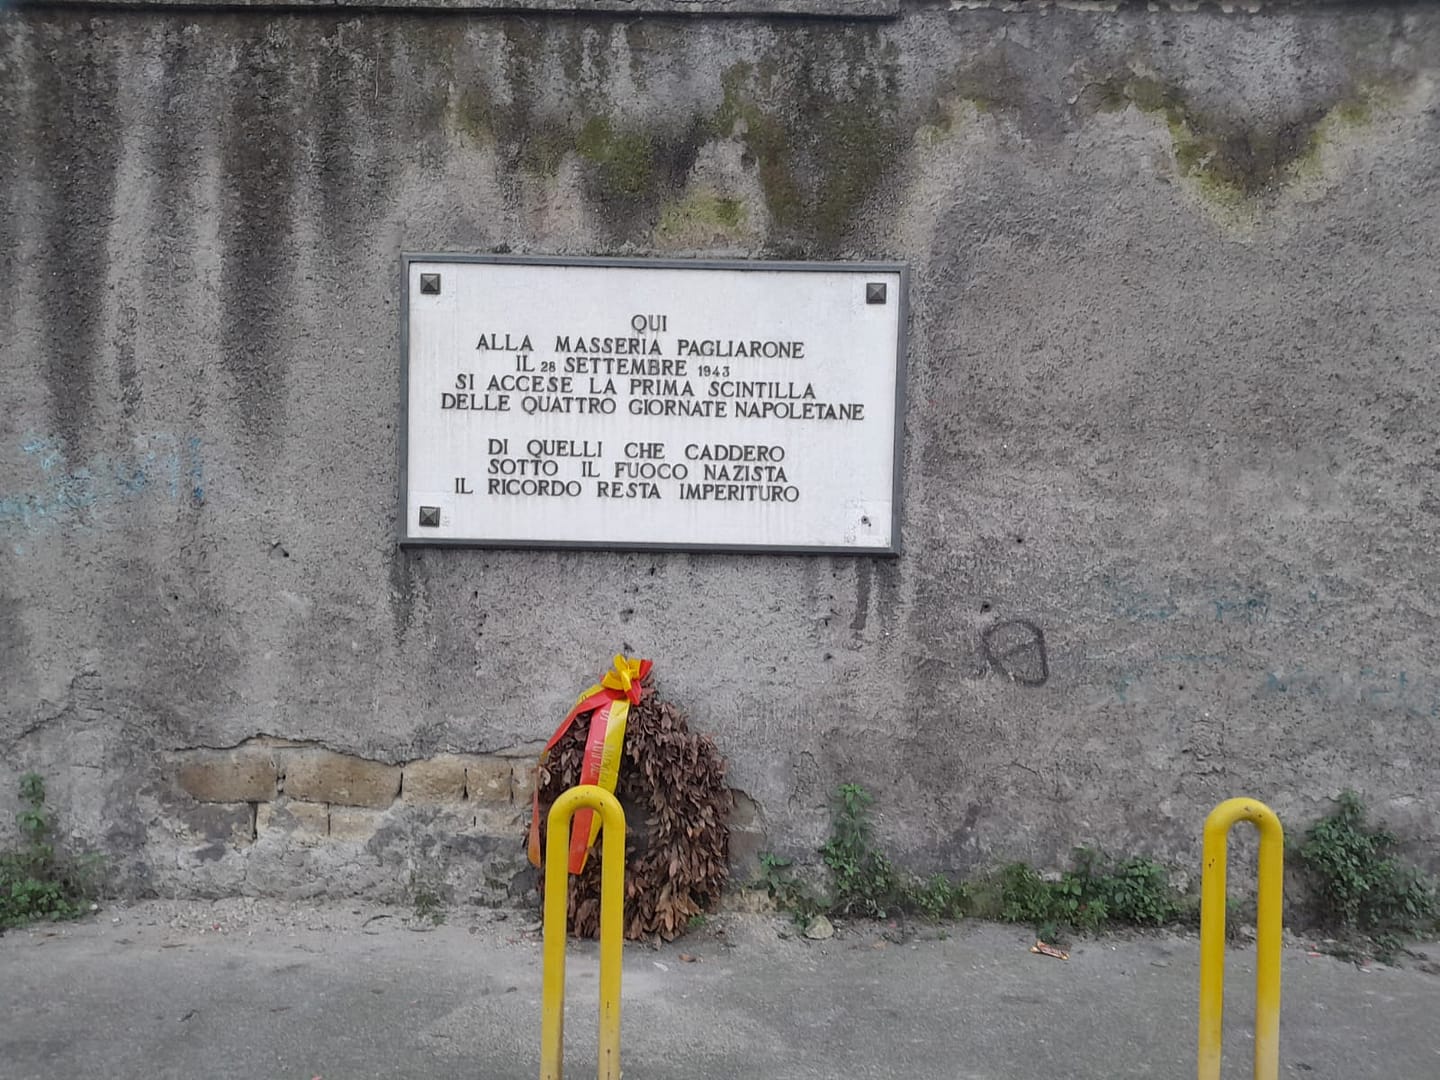 QUI
ALLA MASSERIA PAGLIARONE
IL 28 SETTEMBRE 1943
SI ACCESE LA PRIMA SCINTILLA
DELLE QUATTRO GIORNATE NAPOLETANE
DI QUELLI CHE CADDERO
SOTTO IL FUOCO NAZISTA
IL RICORDO RESTA IMPERITURO